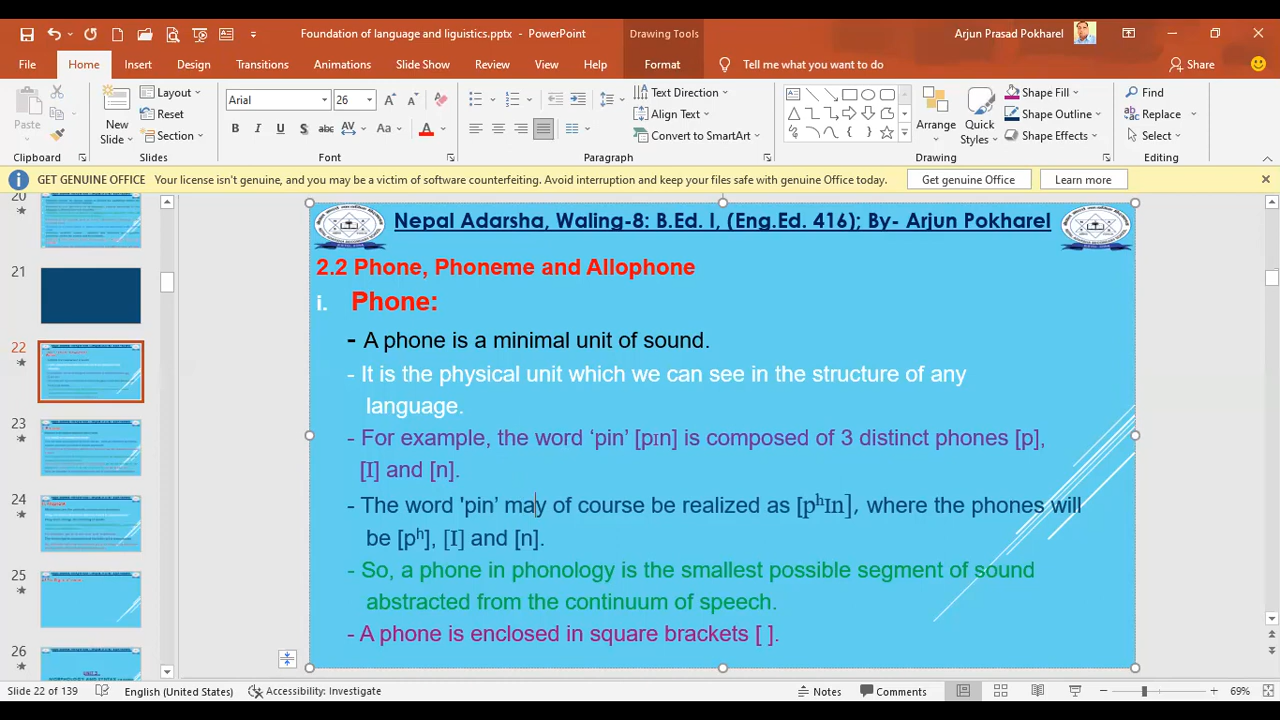 Foundation of language and liguistics.pptx - PowerPoint
Drawing Tools
Arjun Prasad Pokharel
File Home Insert Design Transitions Animations Slide Show Review View Help Format Tell me what you want to do Share
Paste
Clipboard
New Slide
Layout
Reset
Section
Slides
Arial 26
B I U S abc AV Aa A
Font
Text Direction
Align Text
Convert to SmartArt
Paragraph
Arrange
Quick Styles
Shape Fill
Shape Outline
Shape Effects
Drawing
Find
Replace
Select
Editing
GET GENUINE OFFICE Your license isn't genuine, and you may be a victim of software counterfeiting. Avoid interruption and keep your files safe with genuine Office today. Get genuine Office Learn more
20
21
22
23
24
25
26
Nepal Adarsha, Waling-8: B.Ed. I, (Eng.Ed. 416); By- Arjun Pokharel
2.2 Phone, Phoneme and Allophone
i. Phone:
- A phone is a minimal unit of sound.
- It is the physical unit which we can see in the structure of any
language.
- For example, the word ‘pin’ [pɪn] is composed of 3 distinct phones [p],
[I] and [n].
- The word 'pin’ may of course be realized as [pʰIn], where the phones will
be [pʰ], [I] and [n].
- So, a phone in phonology is the smallest possible segment of sound
abstracted from the continuum of speech.
- A phone is enclosed in square brackets [ ].
Slide 22 of 139 English (United States) Accessibility: Investigate Notes Comments 69%